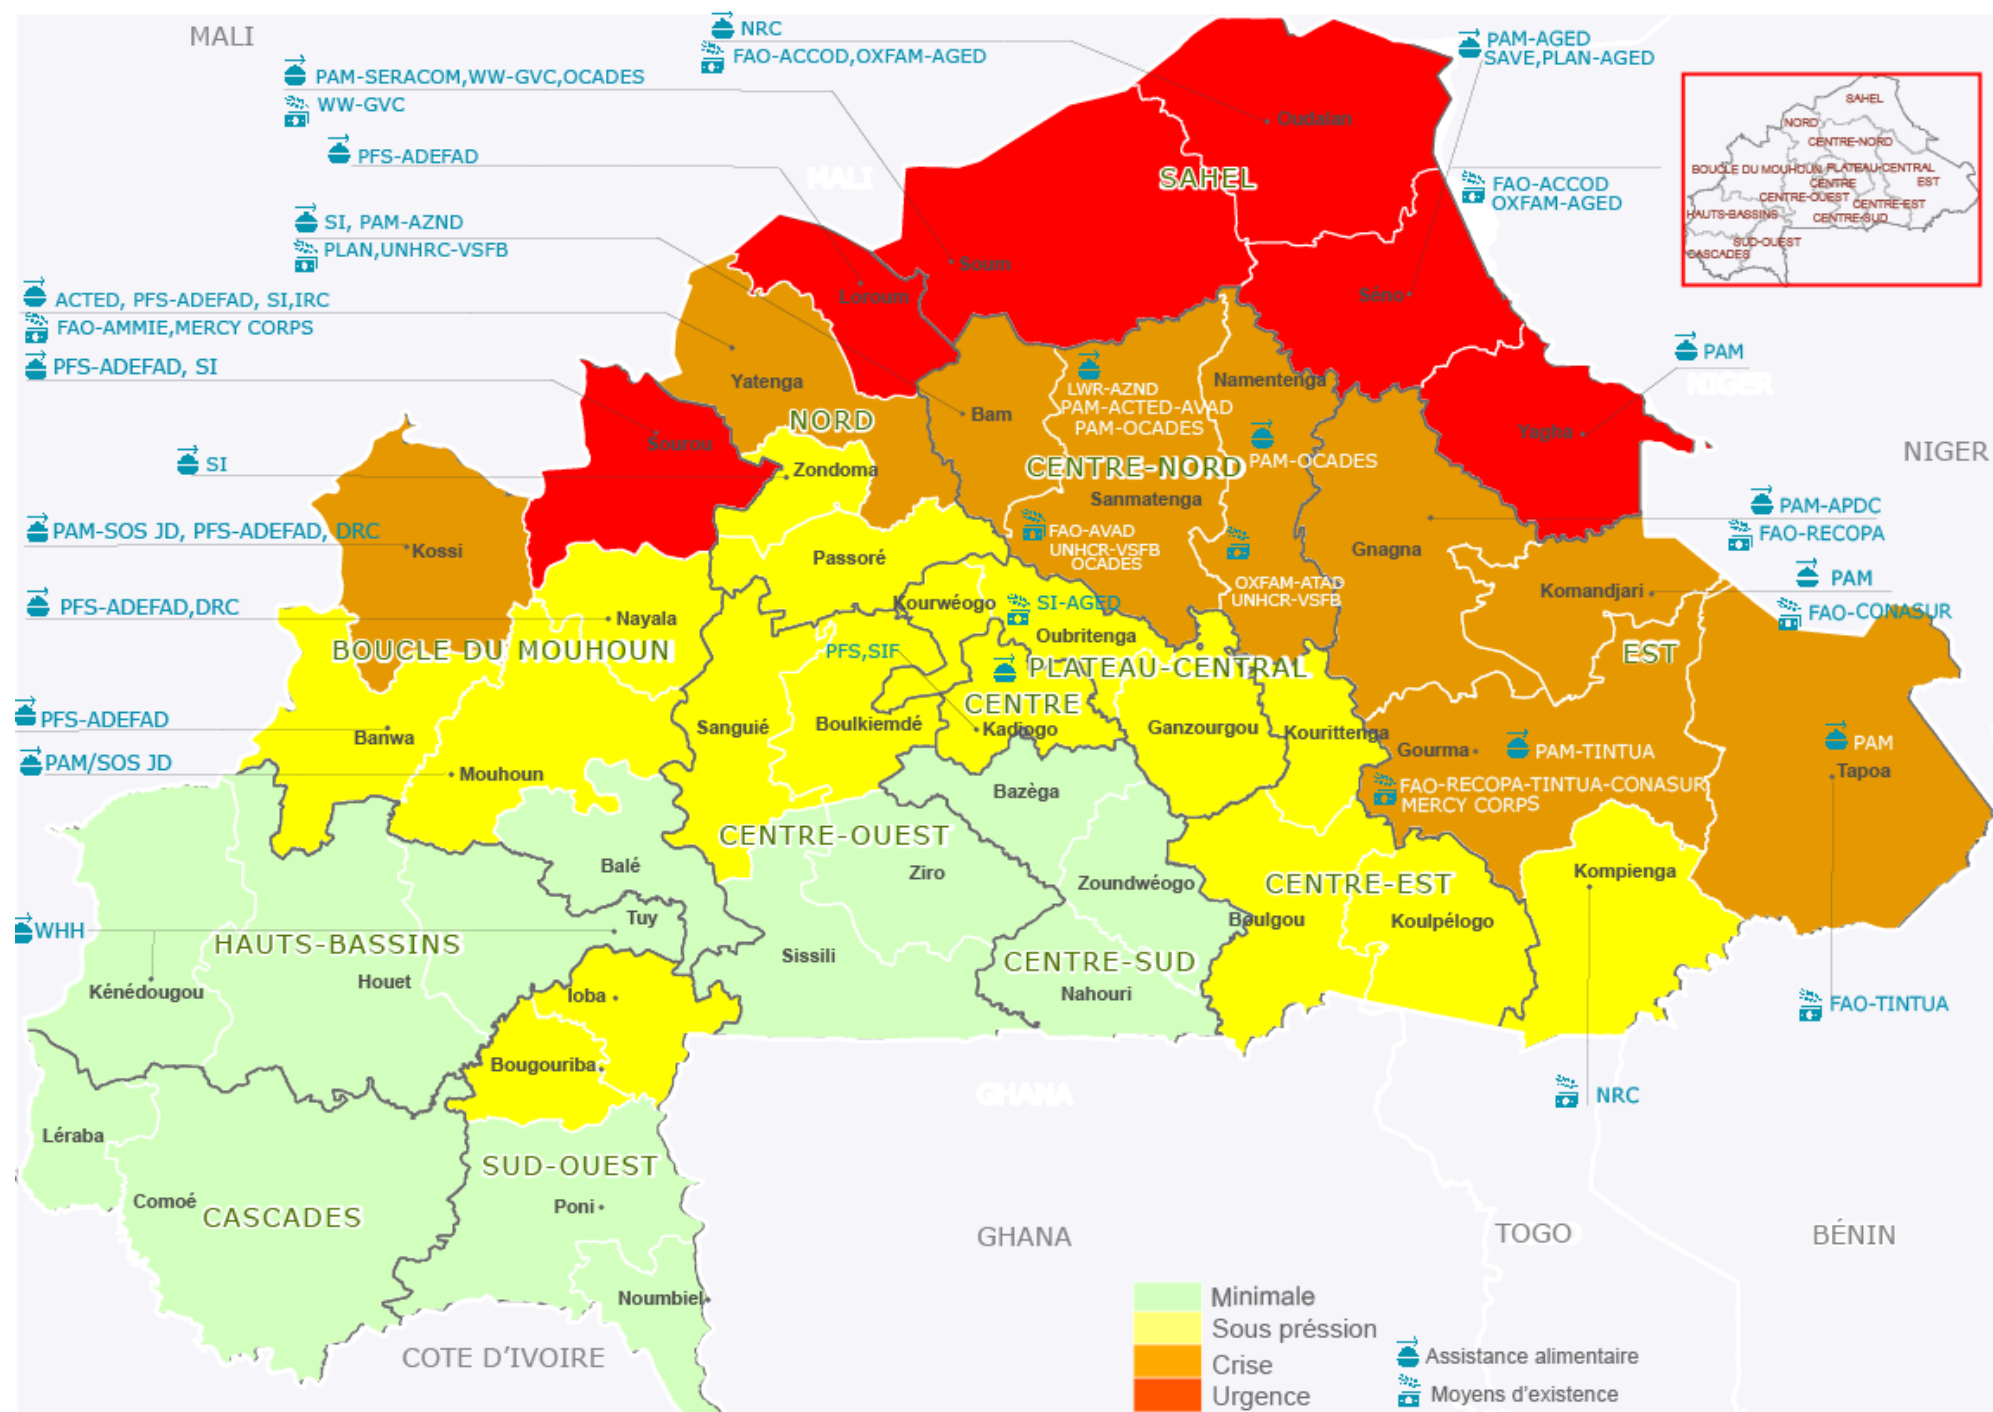 MALI
NRC
FAO-ACCOD,OXFAM-AGED
PAM-AGED
SAVE,PLAN-AGED
PAM-SERACOM,WW-GVC,OCADES
WW-GVC
PFS-ADEFAD
SI, PAM-AZND
PLAN,UNHRC-VSFB
ACTED, PFS-ADEFAD, SI,IRC
FAO-AMMIE,MERCY CORPS
PFS-ADEFAD, SI
SI
PAM-SOS JD, PFS-ADEFAD, DRC
PFS-ADEFAD,DRC
PFS-ADEFAD
PAM/SOS JD
WHH
SAHEL
NORD
CENTRE-NORD
BOUCLE DU MOUHOUN
PLATEAU-CENTRAL
CENTRE
EST
CENTRE-OUEST
CENTRE-EST
HAUTS-BASSINS
CENTRE-SUD
SUD-OUEST
CASCADES
FAO-ACCOD
OXFAM-AGED
PAM
NIGER
NIGER
PAM-APDC
FAO-RECOPA
PAM
FAO-CONASUR
MALI
Oudalan
SAHEL
Soum
Séno
Loroum
Yagha
Yatenga
NORD
Sourou
Zondoma
Bam
LWR-AZND
PAM-ACTED-AVAD
PAM-OCADES
Namentenga
PAM-OCADES
CENTRE-NORD
Sanmatenga
FAO-AVAD
UNHCR-VSFB
OCADES
OXFAM-ATAD
UNHCR-VSFB
Gnagna
Komandjari
EST
Kossi
Passoré
Nayala
Kourwéogo
SI-AGED
Oubritenga
BOUCLE DU MOUHOUN
PFS,SIF
PLATEAU-CENTRAL
CENTRE
Banwa
Sanguié
Boulkiemdé
Kadiogo
Ganzourgou
Kourittenga
Gourma
PAM-TINTUA
PAM
Tapoa
FAO-RECOPA-TINTUA-CONASUR
MERCY CORPS
Mouhoun
Bazèga
CENTRE-OUEST
Balé
Ziro
Zoundwéogo
CENTRE-EST
Kompienga
Boulgou
Koulpélogo
Tuy
HAUTS-BASSINS
Sissili
CENTRE-SUD
Kénédougou
Houet
Ioba
Nahouri
FAO-TINTUA
Bougouriba
GHANA
NRC
Léraba
SUD-OUEST
Comoé
CASCADES
Poni
GHANA
TOGO
BÉNIN
Noumbiel
COTE D'IVOIRE
Minimale
Sous préssion
Crise
Urgence
Assistance alimentaire
Moyens d'existence